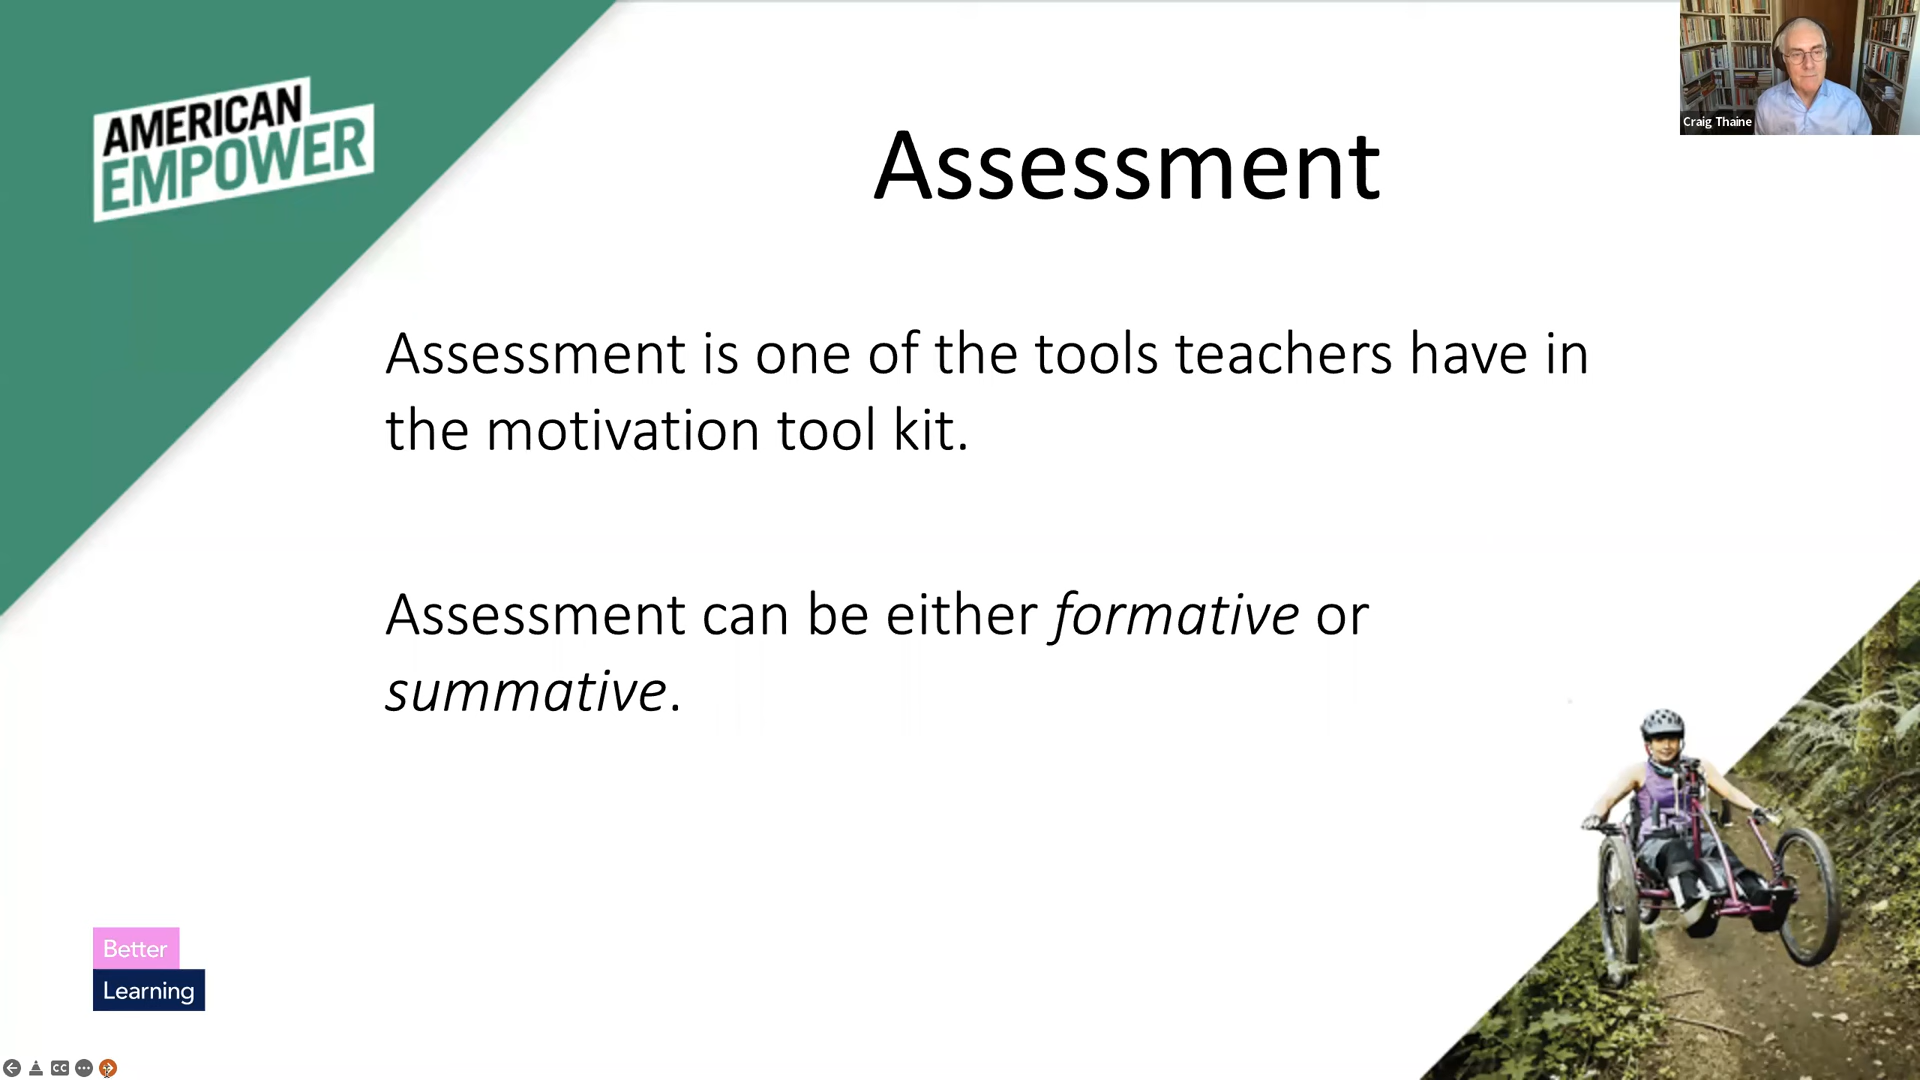 AMERICAN
EMPOWER
Craig Thaine
Assessment
Assessment is one of the tools teachers have in
the motivation tool kit.
Assessment can be either formative or
summative.
Better
Learning
CC